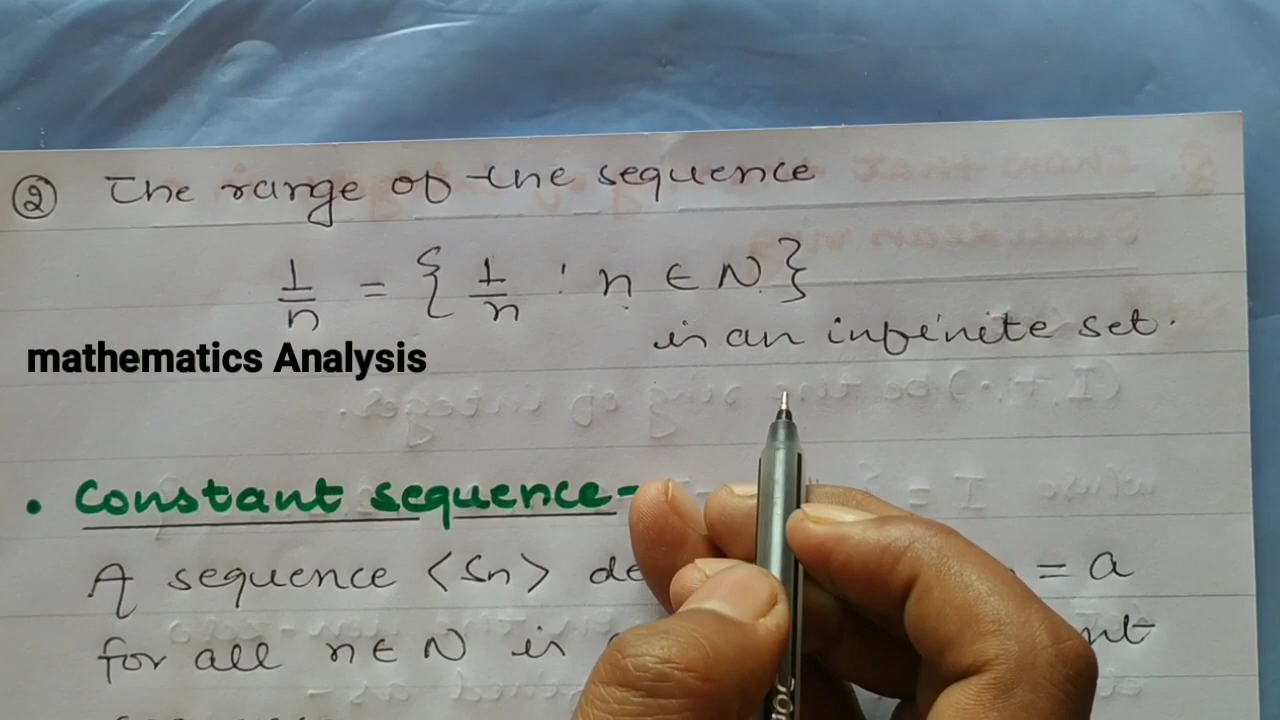 ② The range of the sequence
1/n = { 1/n : n ∈ N }
is an infinite set.
mathematics Analysis
• Constant sequence-
A sequence <Sn> = a
for all n ∈ N is